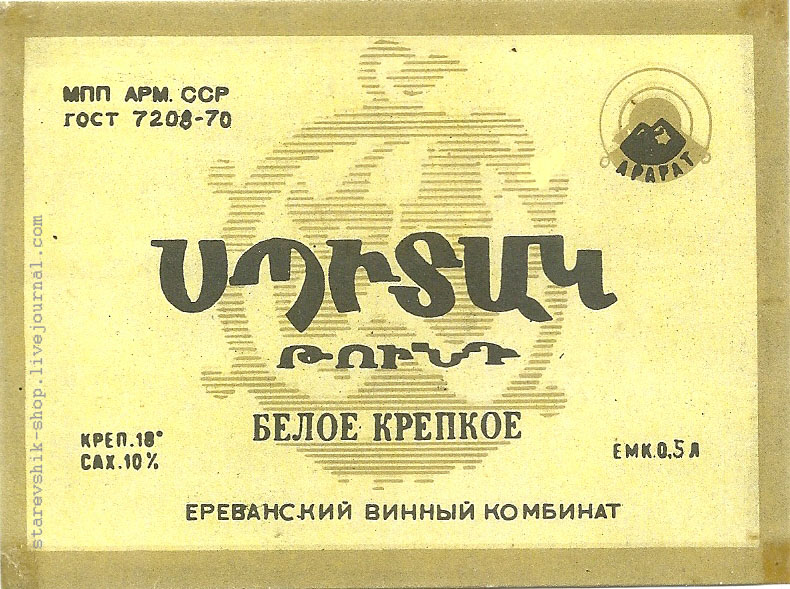 МПП АРМ. ССР
ГОСТ 7208-70
АРАРАТ
ՍՊԻՏԱԿ
ԹՈՒՆԴ
БЕЛОЕ КРЕПКОЕ
КРЕП.18°
САХ.10%
ЕМК.0,5 Л
ЕРЕВАНСКИЙ ВИННЫЙ КОМБИНАТ
starevshik-shop.livejournal.com